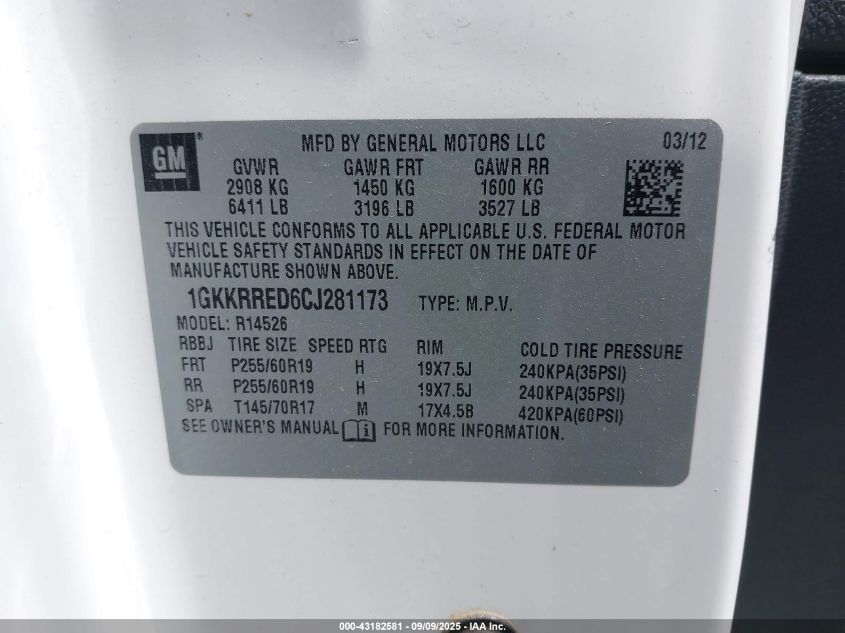 GM® MFD BY GENERAL MOTORS LLC 03/12
GVWR GAWR FRT GAWR RR
2908 KG 1450 KG 1600 KG
6411 LB 3196 LB 3527 LB
THIS VEHICLE CONFORMS TO ALL APPLICABLE U.S. FEDERAL MOTOR
VEHICLE SAFETY STANDARDS IN EFFECT ON THE DATE OF
MANUFACTURE SHOWN ABOVE.
1GKKRRED6CJ281173 TYPE: M.P.V.
MODEL: R14526
RBBJ TIRE SIZE SPEED RTG RIM COLD TIRE PRESSURE
FRT P255/60R19 H 19X7.5J 240KPA(35PSI)
RR P255/60R19 H 19X7.5J 240KPA(35PSI)
SPA T145/70R17 M 17X4.5B 420KPA(60PSI)
SEE OWNER'S MANUAL i FOR MORE INFORMATION.
000-43182581 - 09/09/2025 - IAA Inc.